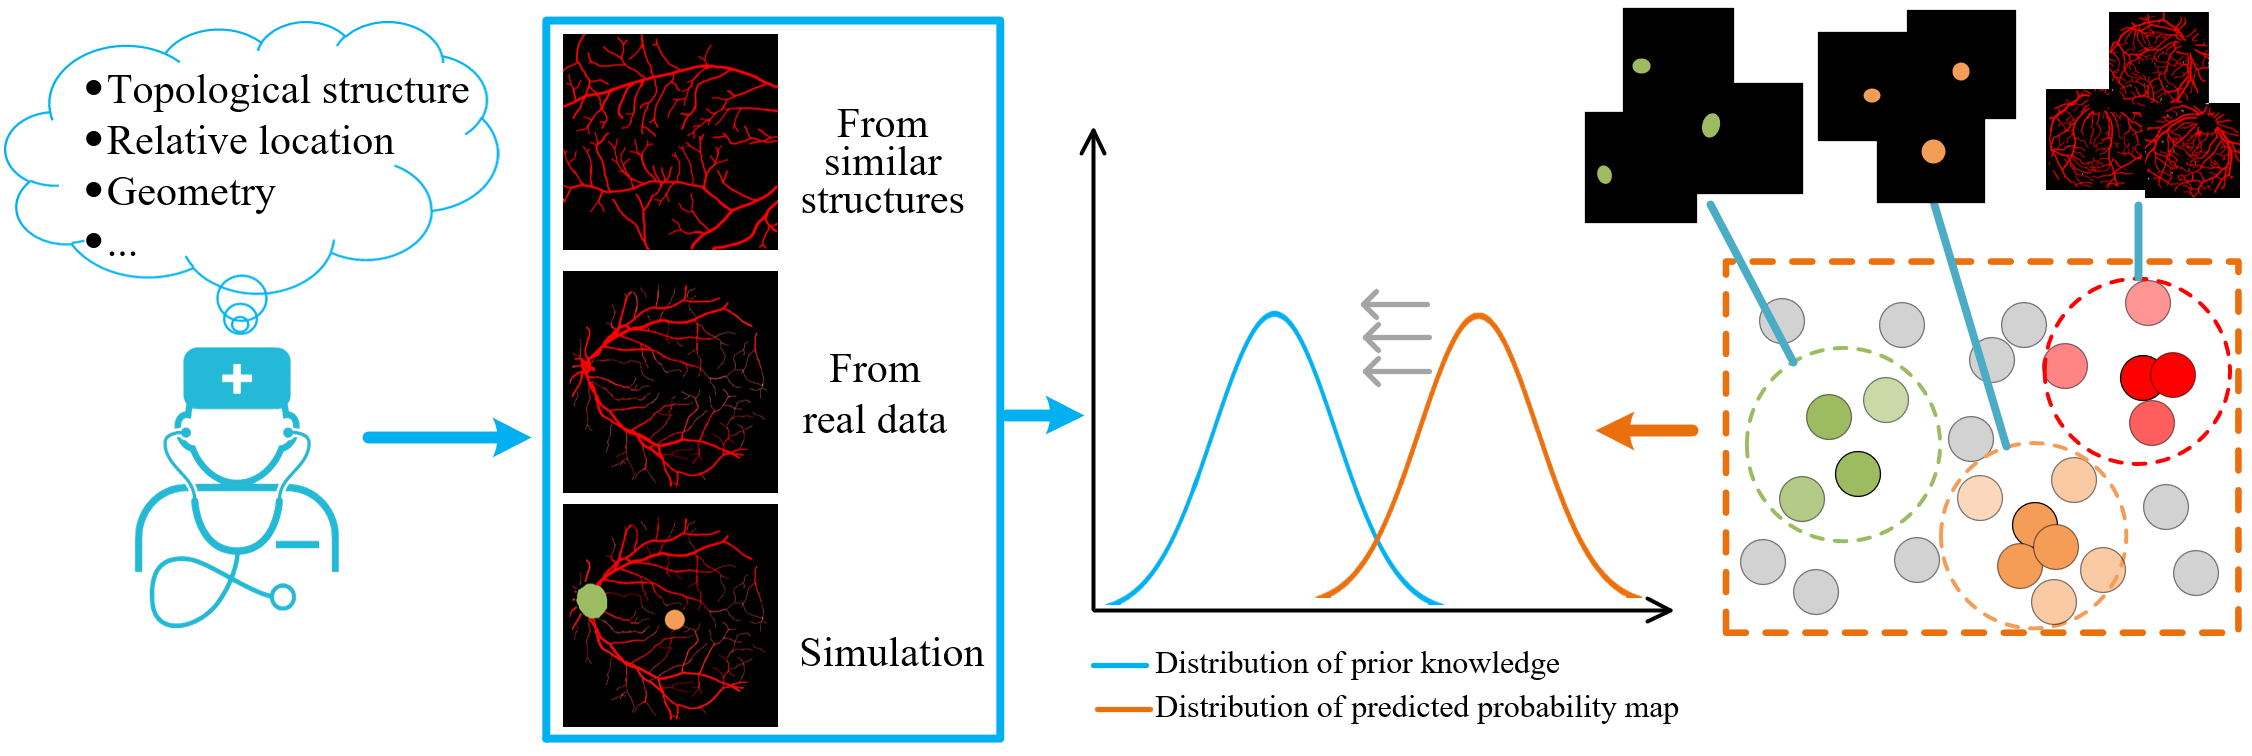 •Topological structure
•Relative location
•Geometry
•...
From
similar
structures
From
real data
Simulation
Distribution of prior knowledge
Distribution of predicted probability map